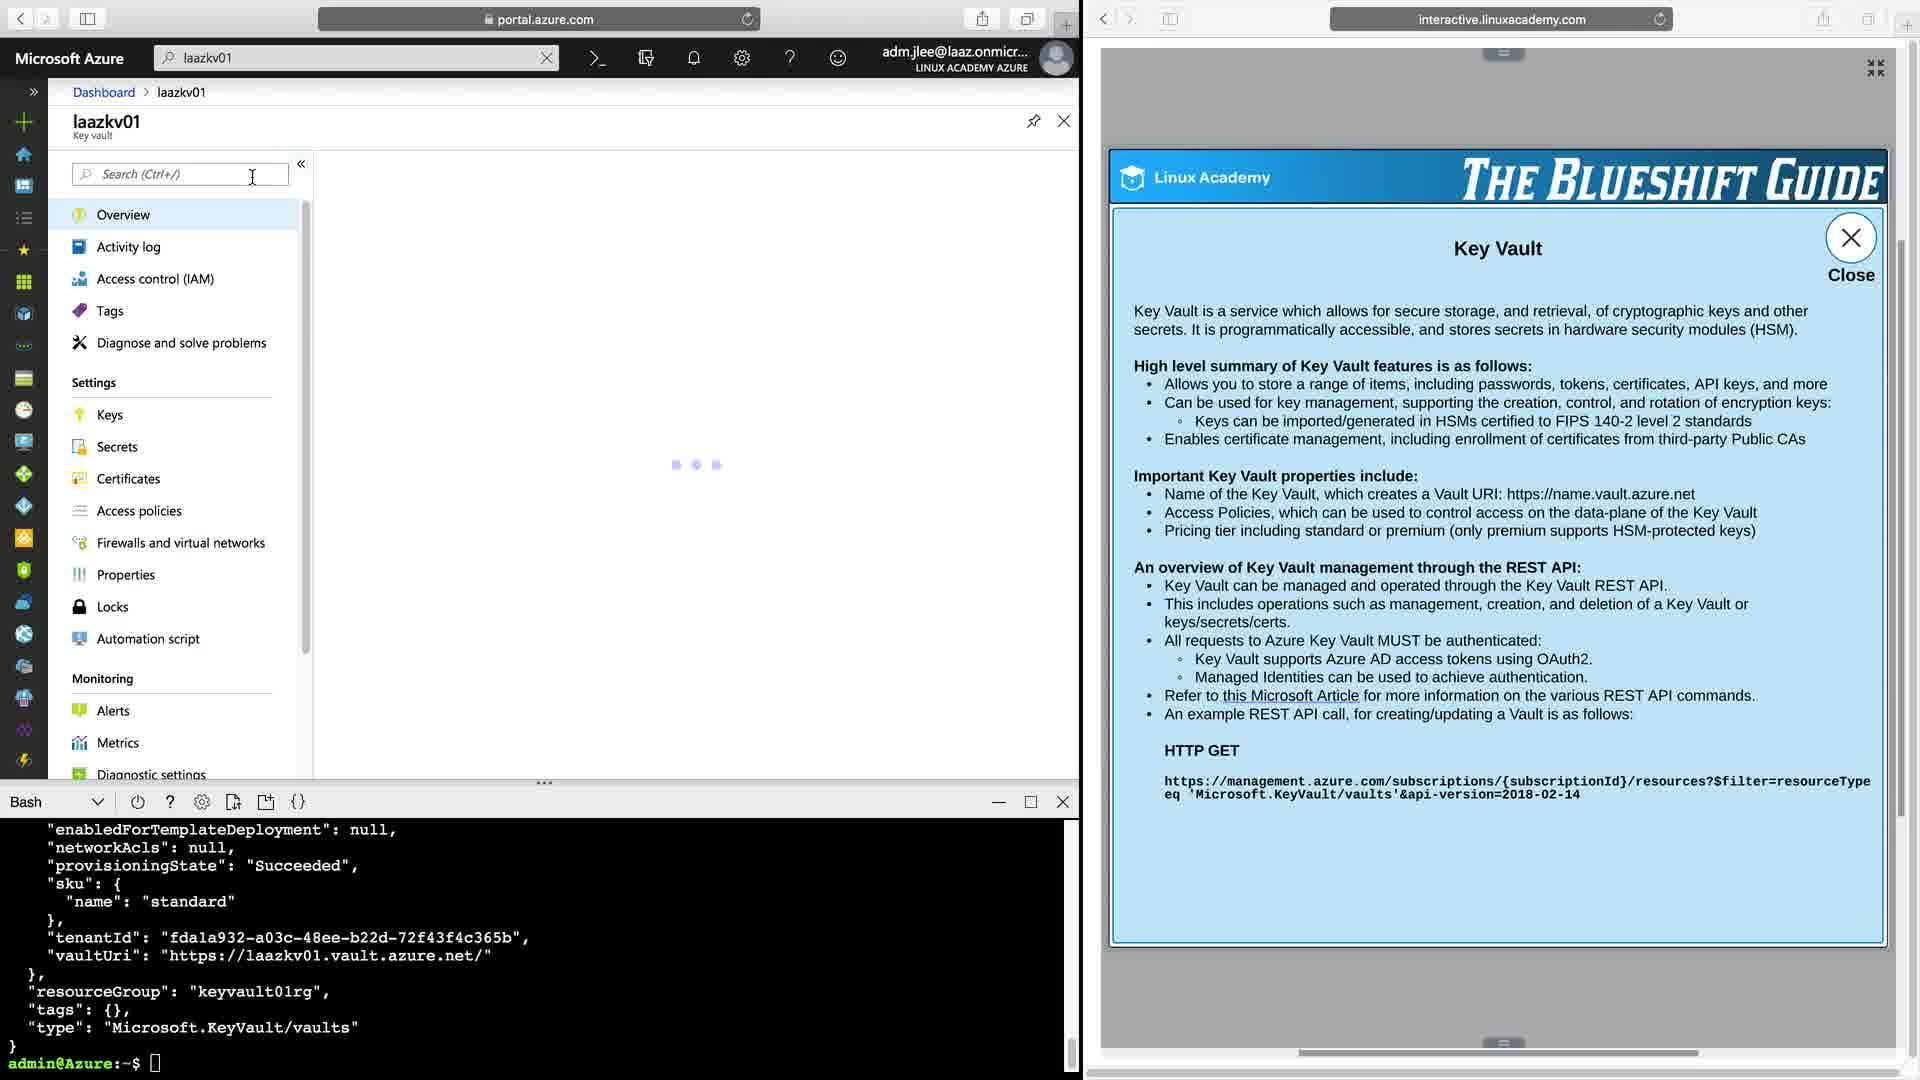 portal.azure.com
Microsoft Azure
laazkv01
adm.jlee@laaz.onmicr...
LINUX ACADEMY AZURE
Dashboard > laazkv01
laazkv01
Key vault
Search (Ctrl+/)
Overview
Activity log
Access control (IAM)
Tags
Diagnose and solve problems
Settings
Keys
Secrets
Certificates
Access policies
Firewalls and virtual networks
Properties
Locks
Automation script
Monitoring
Alerts
Metrics
Diagnostic settings
Bash
"enabledForTemplateDeployment": null,
"networkAcls": null,
"provisioningState": "Succeeded",
"sku": {
"name": "standard"
},
"tenantId": "fda1a932-a03c-48ee-b22d-72f43f4c365b",
"vaultUri": "https://laazkv01.vault.azure.net/"
},
"resourceGroup": "keyvault01rg",
"tags": {},
"type": "Microsoft.KeyVault/vaults"
}
admin@Azure:~$
interactive.linuxacademy.com
Linux Academy
THE BLUESHIFT GUIDE
Key Vault
Close
Key Vault is a service which allows for secure storage, and retrieval, of cryptographic keys and other
secrets. It is programmatically accessible, and stores secrets in hardware security modules (HSM).
High level summary of Key Vault features is as follows:
• Allows you to store a range of items, including passwords, tokens, certificates, API keys, and more
• Can be used for key management, supporting the creation, control, and rotation of encryption keys:
◦ Keys can be imported/generated in HSMs certified to FIPS 140-2 level 2 standards
• Enables certificate management, including enrollment of certificates from third-party Public CAs
Important Key Vault properties include:
• Name of the Key Vault, which creates a Vault URI: https://name.vault.azure.net
• Access Policies, which can be used to control access on the data-plane of the Key Vault
• Pricing tier including standard or premium (only premium supports HSM-protected keys)
An overview of Key Vault management through the REST API:
• Key Vault can be managed and operated through the Key Vault REST API.
• This includes operations such as management, creation, and deletion of a Key Vault or
keys/secrets/certs.
• All requests to Azure Key Vault MUST be authenticated:
◦ Key Vault supports Azure AD access tokens using OAuth2.
◦ Managed Identities can be used to achieve authentication.
• Refer to this Microsoft Article for more information on the various REST API commands.
• An example REST API call, for creating/updating a Vault is as follows:
HTTP GET
https://management.azure.com/subscriptions/{subscriptionId}/resources?$filter=resourceType
eq 'Microsoft.KeyVault/vaults'&api-version=2018-02-14